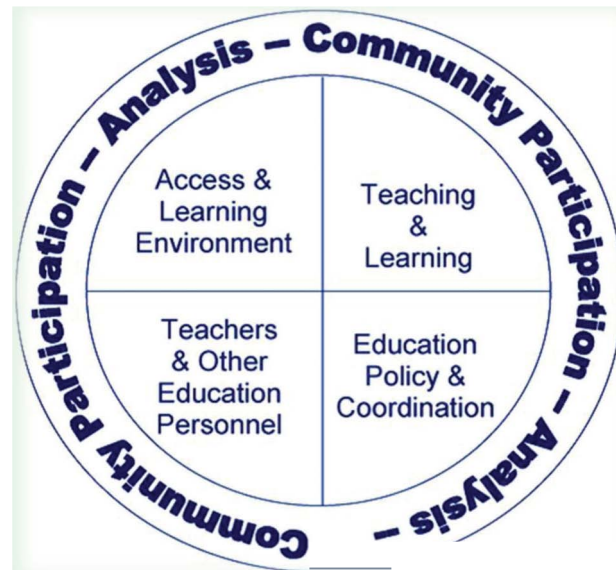 Community Participation – Analysis – Community Participation – Analysis –
Access &
Learning
Environment
Teaching
&
Learning
Teachers
& Other
Education
Personnel
Education
Policy &
Coordination